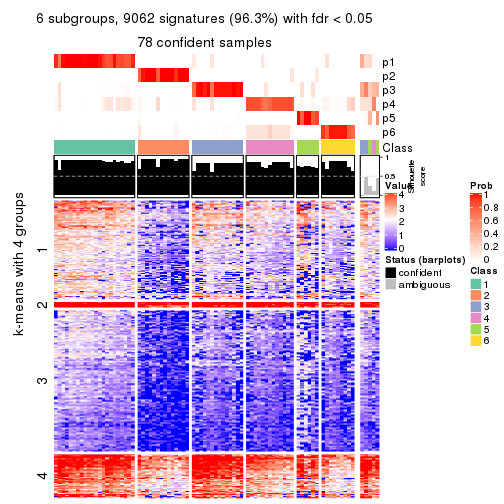 6 subgroups, 9062 signatures (96.3%) with fdr < 0.05
78 confident samples
p1
p2
p3
p4
p5
p6
Class
1
0.5
0
Silhouette
score
k-means with 4 groups
1
2
3
4
Value
4
3
2
1
0
Status (barplots)
confident
ambiguous
Prob
1
0.8
0.6
0.4
0.2
0
Class
1
2
3
4
5
6